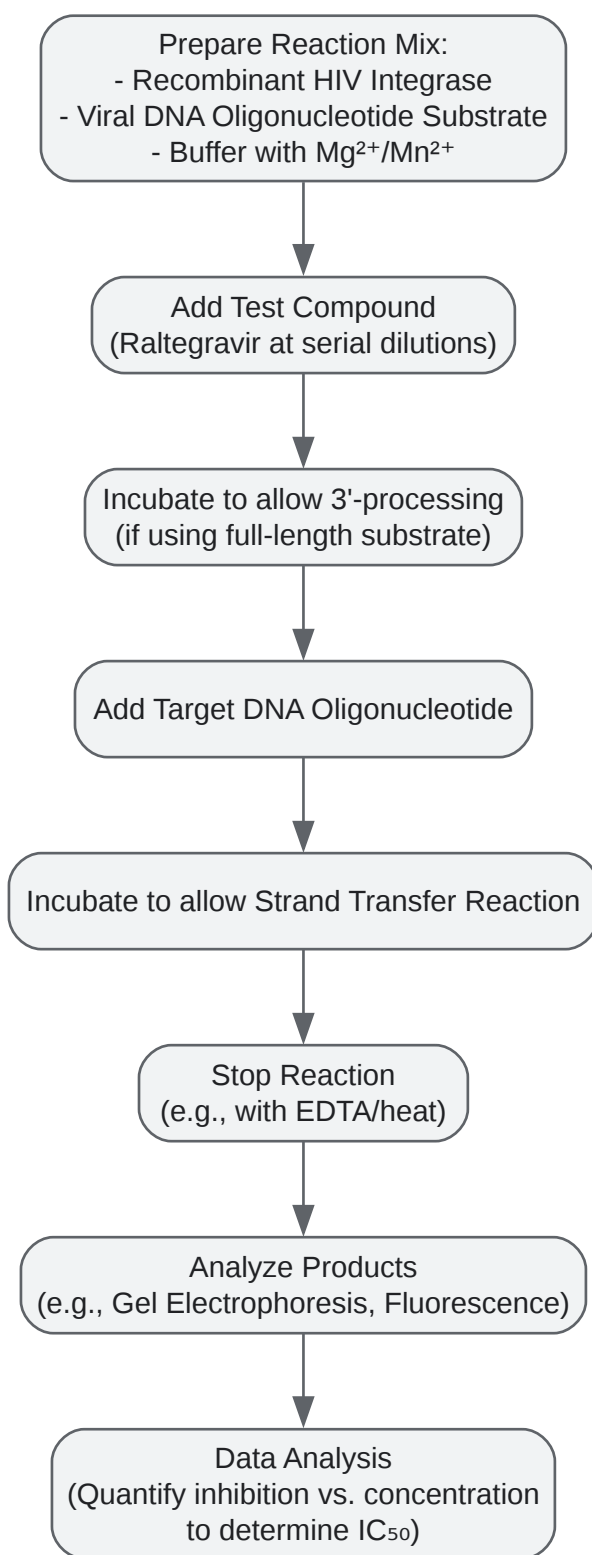 Prepare Reaction Mix:
- Recombinant HIV Integrase
- Viral DNA Oligonucleotide Substrate
- Buffer with Mg²⁺/Mn²⁺
Add Test Compound
(Raltegravir at serial dilutions)
Incubate to allow 3'-processing
(if using full-length substrate)
Add Target DNA Oligonucleotide
Incubate to allow Strand Transfer Reaction
Stop Reaction
(e.g., with EDTA/heat)
Analyze Products
(e.g., Gel Electrophoresis, Fluorescence)
Data Analysis
(Quantify inhibition vs. concentration
to determine IC₅₀)